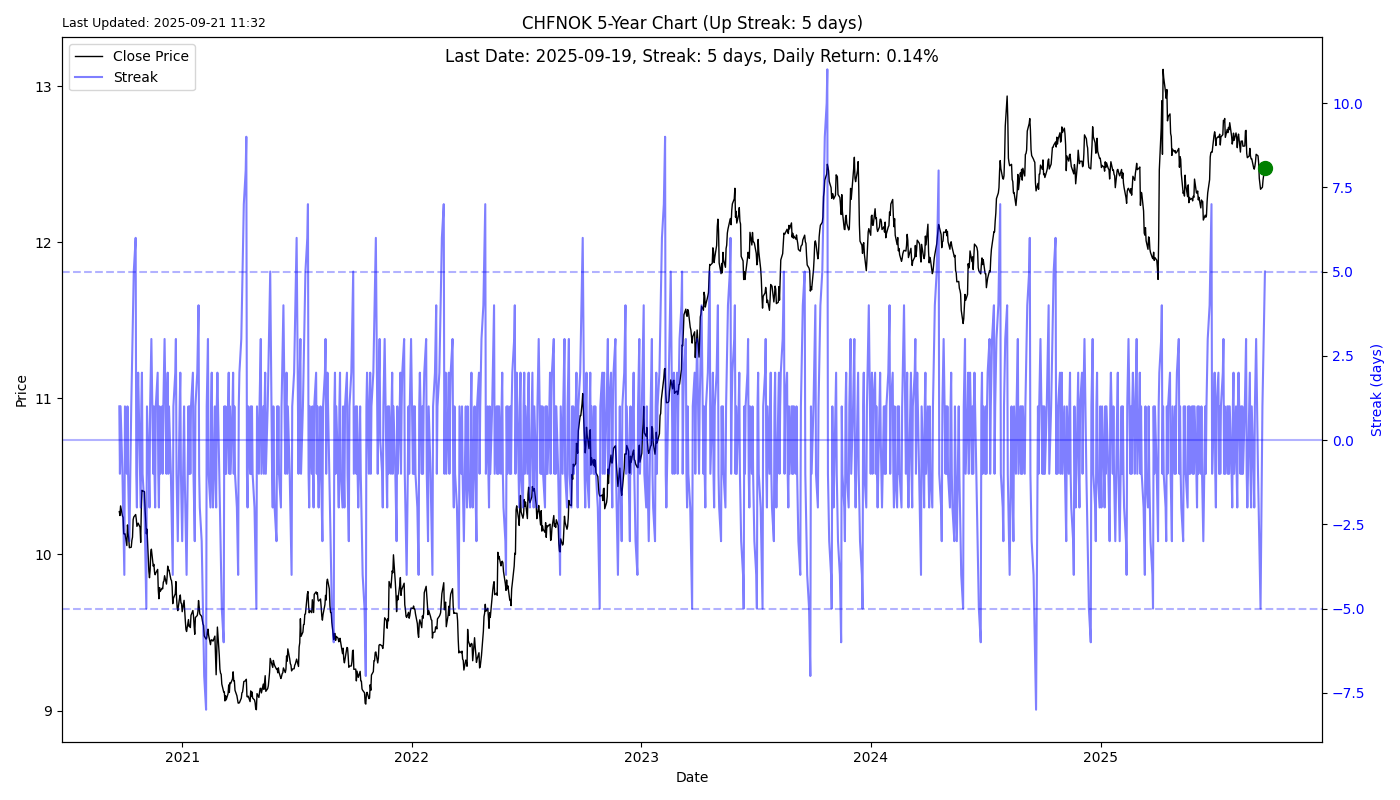 Last Updated: 2025-09-21 11:32
CHFNOK 5-Year Chart (Up Streak: 5 days)
Last Date: 2025-09-19, Streak: 5 days, Daily Return: 0.14%
Close Price
Streak
13
12
11
10
9
Price
10.0
7.5
5.0
2.5
0.0
−2.5
−5.0
−7.5
Streak (days)
2021
2022
2023
2024
2025
Date